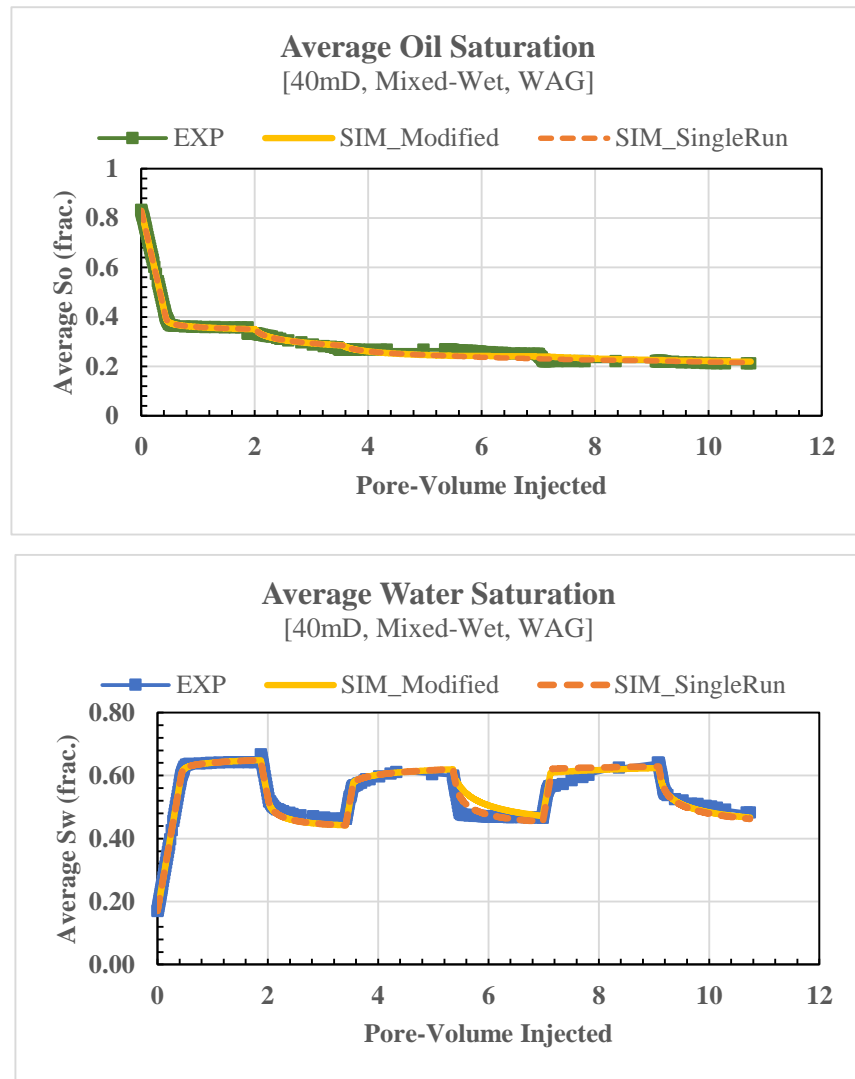 Average Oil Saturation
[40mD, Mixed-Wet, WAG]
EXP SIM_Modified SIM_SingleRun
Average So (frac.)
1
0.8
0.6
0.4
0.2
0
0 2 4 6 8 10 12
Pore-Volume Injected
Average Water Saturation
[40mD, Mixed-Wet, WAG]
EXP SIM_Modified SIM_SingleRun
Average Sw (frac.)
0.80
0.60
0.40
0.20
0.00
0 2 4 6 8 10 12
Pore-Volume Injected